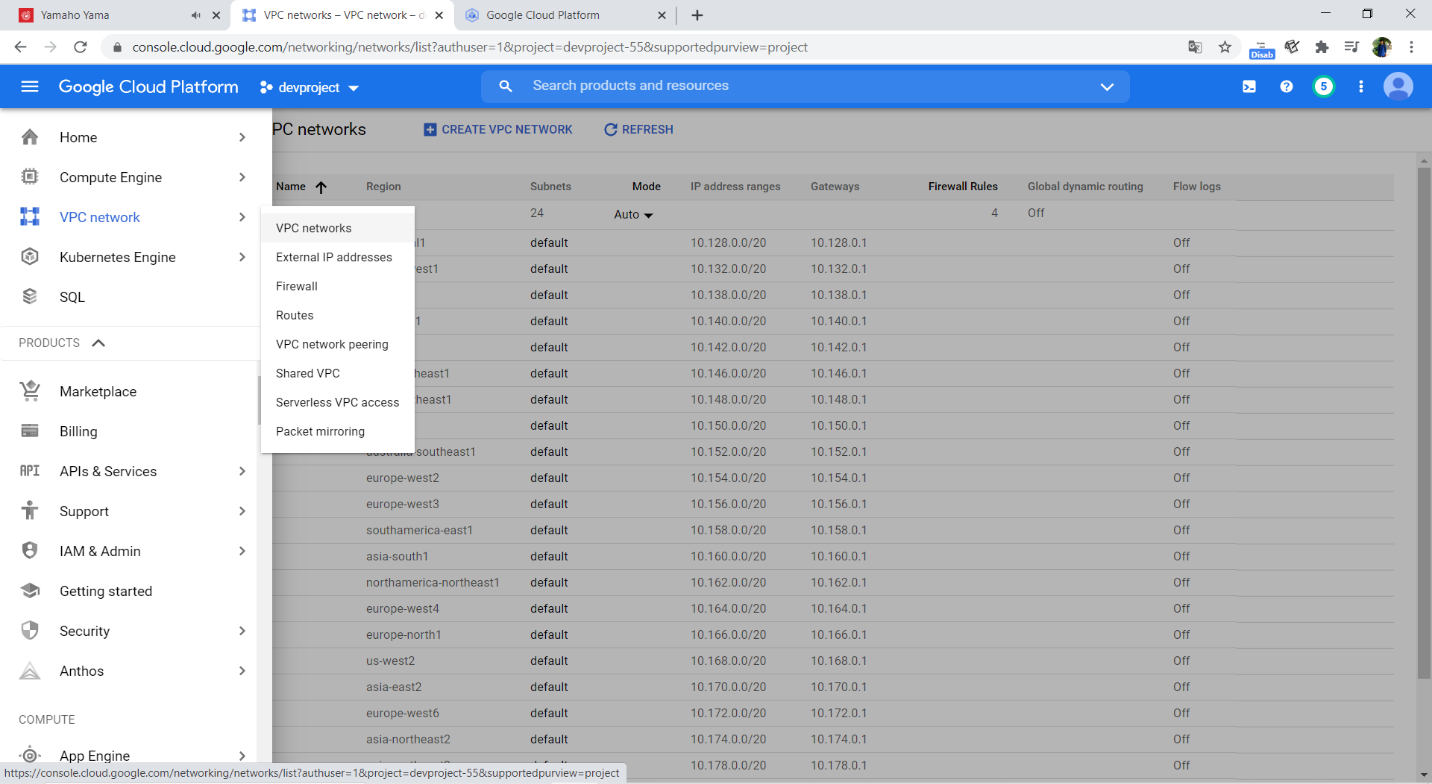 Yamaho Yama
VPC networks – VPC network – d
Google Cloud Platform
console.cloud.google.com/networking/networks/list?authuser=1&project=devproject-55&supportedpurview=project
Disab
Google Cloud Platform
devproject
Search products and resources
5
Home
Compute Engine
VPC network
Kubernetes Engine
SQL
PRODUCTS
Marketplace
Billing
API
APIs & Services
Support
IAM & Admin
Getting started
Security
Anthos
COMPUTE
App Engine
VPC networks
External IP addresses
Firewall
Routes
VPC network peering
Shared VPC
Serverless VPC access
Packet mirroring
PC networks CREATE VPC NETWORK REFRESH
Name Region Subnets Mode IP address ranges Gateways Firewall Rules Global dynamic routing Flow logs
24 Auto 4 Off
default 10.128.0.0/20 10.128.0.1 Off
est1 default 10.132.0.0/20 10.132.0.1 Off
default 10.138.0.0/20 10.138.0.1 Off
default 10.140.0.0/20 10.140.0.1 Off
default 10.142.0.0/20 10.142.0.1 Off
heast1 default 10.146.0.0/20 10.146.0.1 Off
heast1 default 10.148.0.0/20 10.148.0.1 Off
default 10.150.0.0/20 10.150.0.1 Off
australia-southeast1 default 10.152.0.0/20 10.152.0.1 Off
europe-west2 default 10.154.0.0/20 10.154.0.1 Off
europe-west3 default 10.156.0.0/20 10.156.0.1 Off
southamerica-east1 default 10.158.0.0/20 10.158.0.1 Off
asia-south1 default 10.160.0.0/20 10.160.0.1 Off
northamerica-northeast1 default 10.162.0.0/20 10.162.0.1 Off
europe-west4 default 10.164.0.0/20 10.164.0.1 Off
europe-north1 default 10.166.0.0/20 10.166.0.1 Off
us-west2 default 10.168.0.0/20 10.168.0.1 Off
asia-east2 default 10.170.0.0/20 10.170.0.1 Off
europe-west6 default 10.172.0.0/20 10.172.0.1 Off
asia-northeast2 default 10.174.0.0/20 10.174.0.1 Off
default 10.178.0.0/20 10.178.0.1 Off
https://console.cloud.google.com/networking/networks/list?authuser=1&project=devproject-55&supportedpurview=project